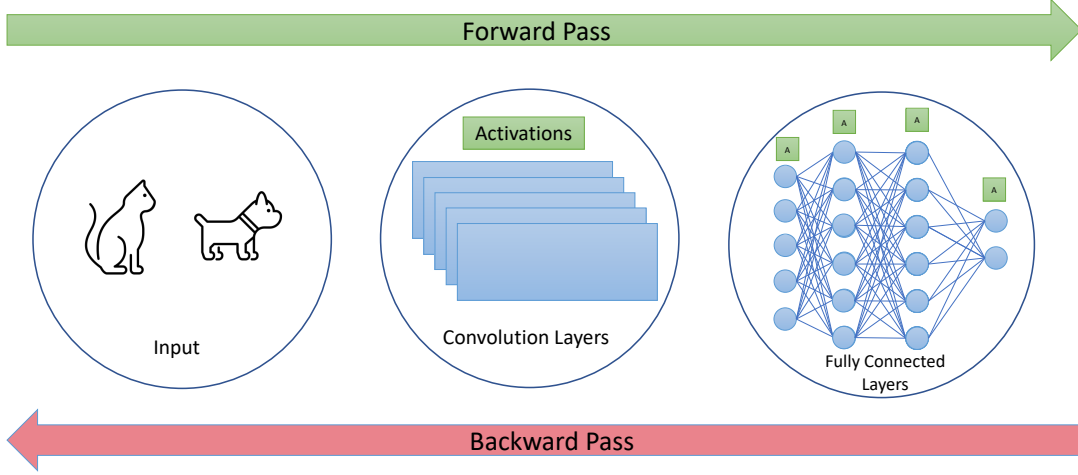 Forward Pass
Activations
A
A
A
A
Input
Convolution Layers
Fully Connected
Layers
Backward Pass